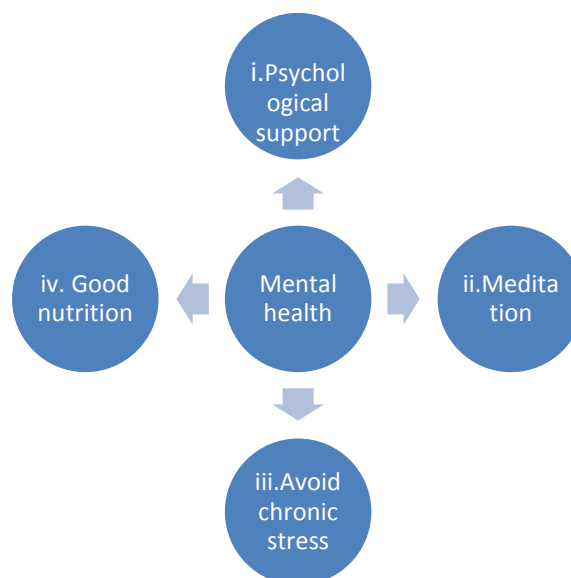 i.Psychol
ogical
support
iv. Good
nutrition
Mental
health
ii.Medita
tion
iii.Avoid
chronic
stress